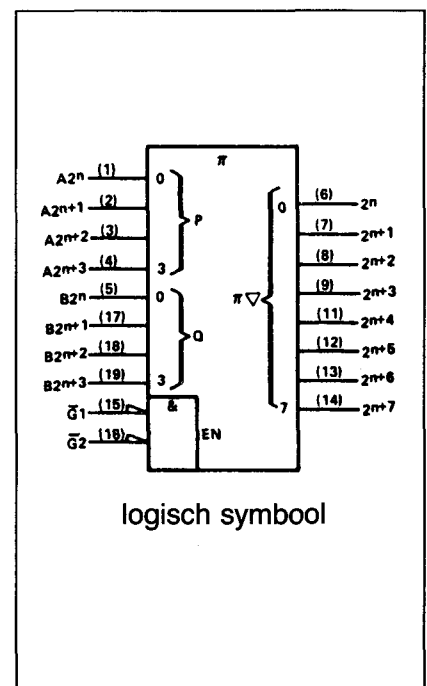 π
A2ⁿ (1) 0
A2ⁿ⁺¹ (2)
A2ⁿ⁺² (3) P
A2ⁿ⁺³ (4) 3
B2ⁿ (5) 0
B2ⁿ⁺¹ (17)
B2ⁿ⁺² (18) Q
B2ⁿ⁺³ (19) 3
G̅1 (15) &
G̅2 (16) EN
π ▽
0 (6) 2ⁿ
(7) 2ⁿ⁺¹
(8) 2ⁿ⁺²
(9) 2ⁿ⁺³
(11) 2ⁿ⁺⁴
(12) 2ⁿ⁺⁵
(13) 2ⁿ⁺⁶
7 (14) 2ⁿ⁺⁷
logisch symbool